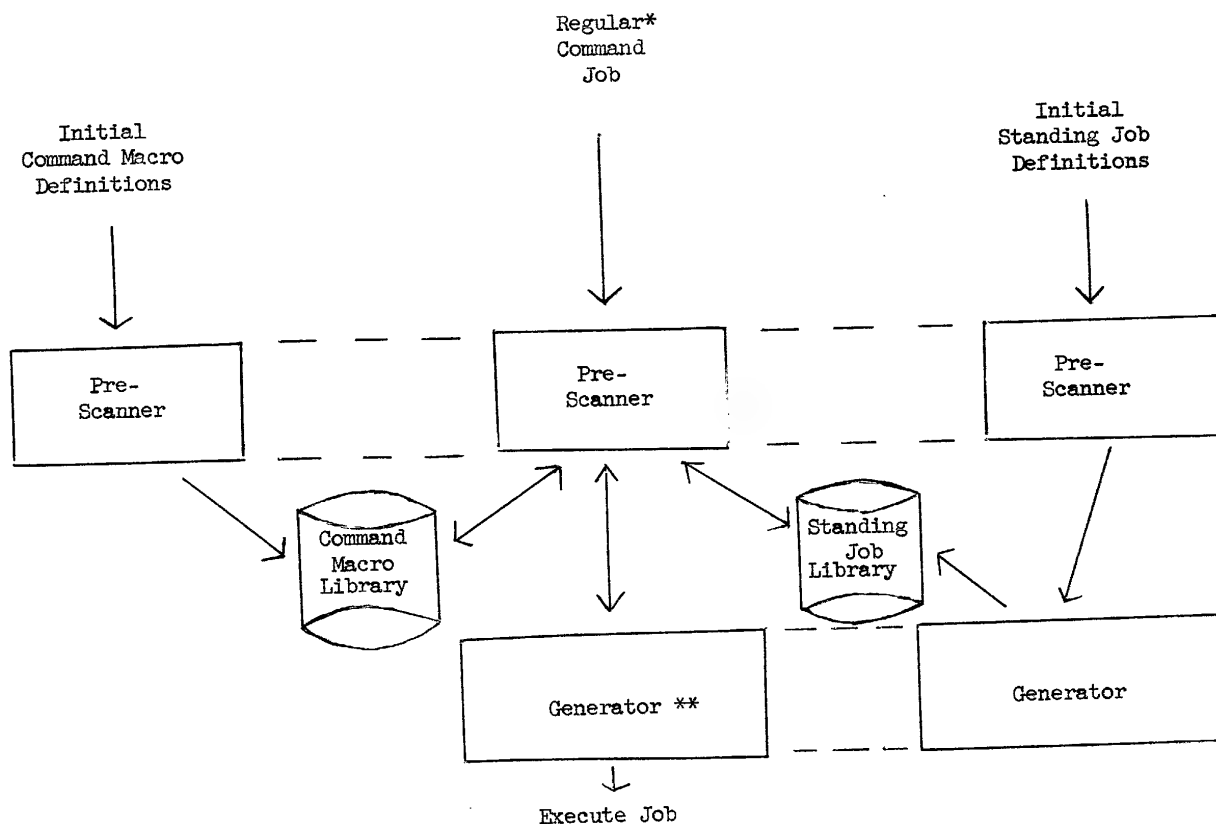 Regular*
Command
Job
Initial
Command Macro
Definitions
Initial
Standing Job
Definitions
Pre-
Scanner
Pre-
Scanner
Pre-
Scanner
Command
Macro
Library
Standing
Job
Library
Generator **
Generator
Execute Job